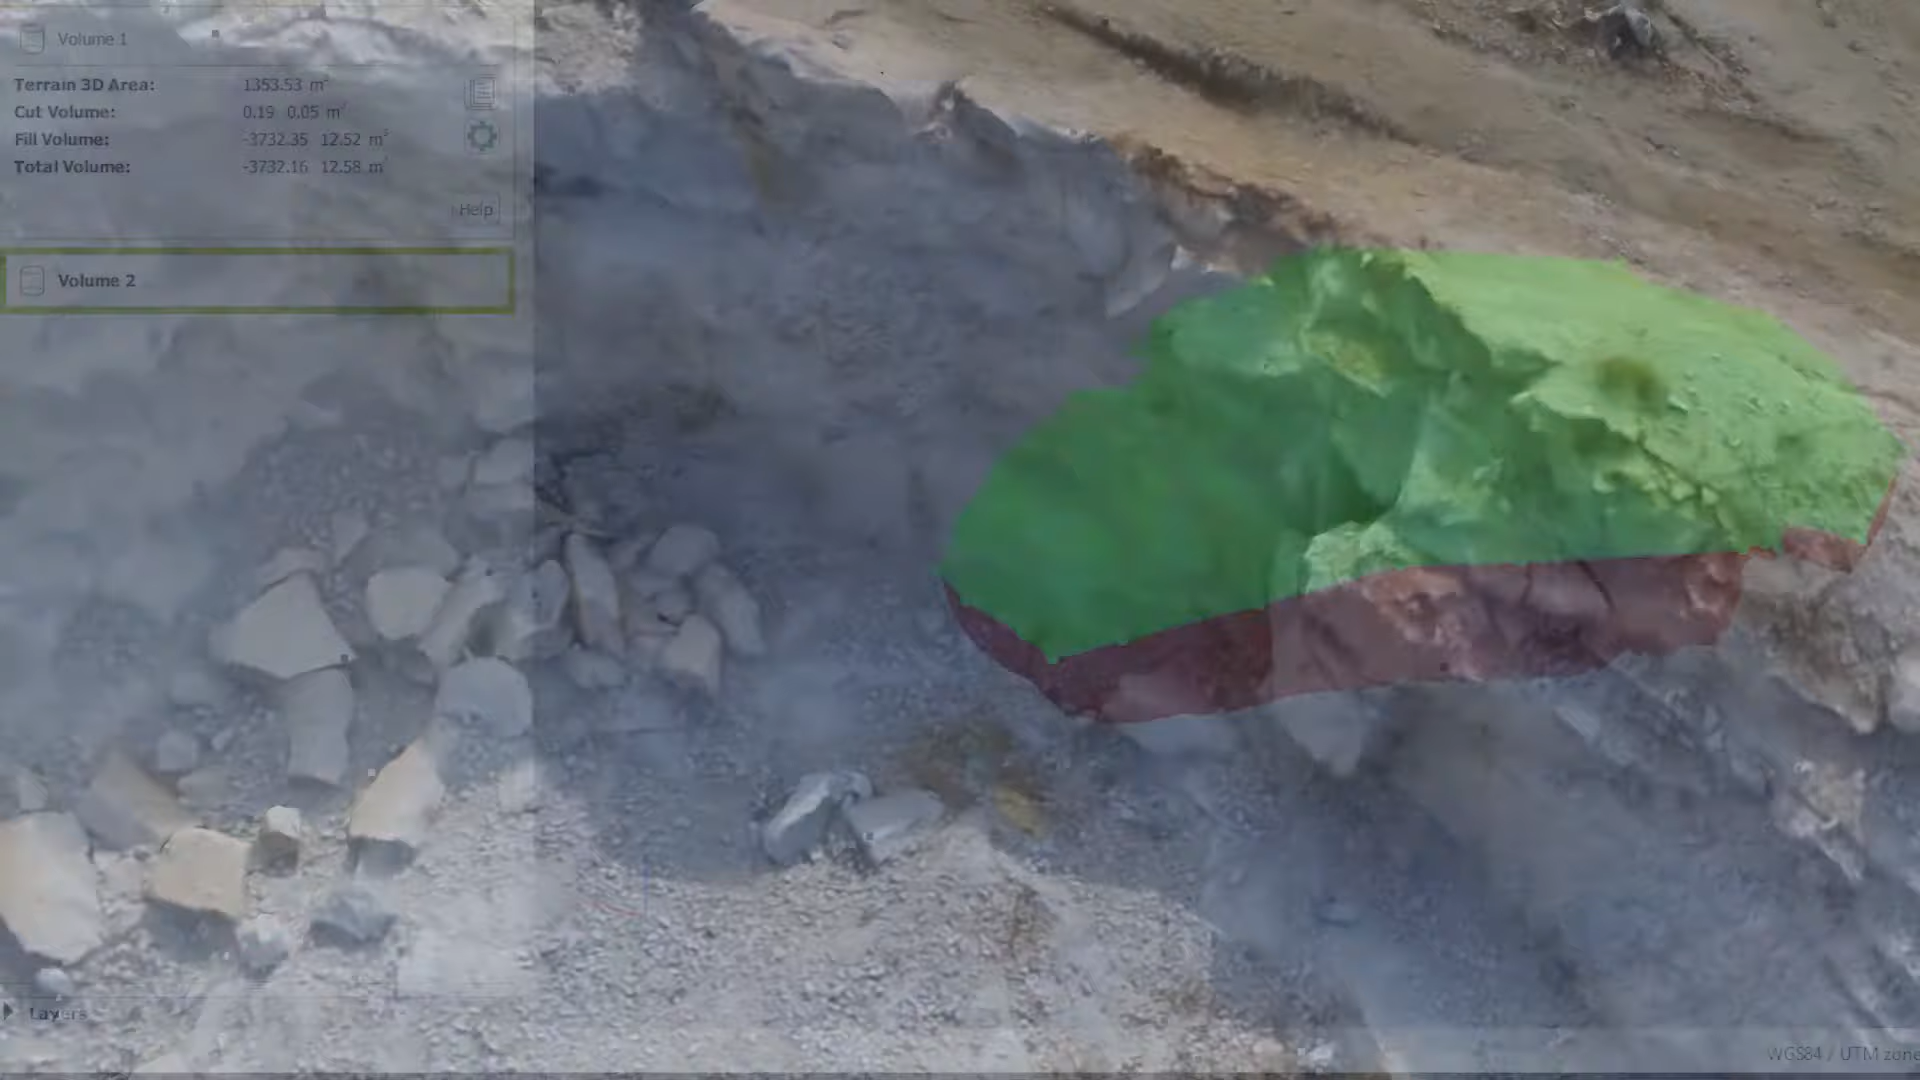 Volume 1
Terrain 3D Area: 1353.53 m²
Cut Volume: 0.19 0.05 m³
Fill Volume: -3732.35 12.52 m³
Total Volume: -3732.16 12.58 m³
Help
Volume 2
Layers
WGS84 / UTM zone